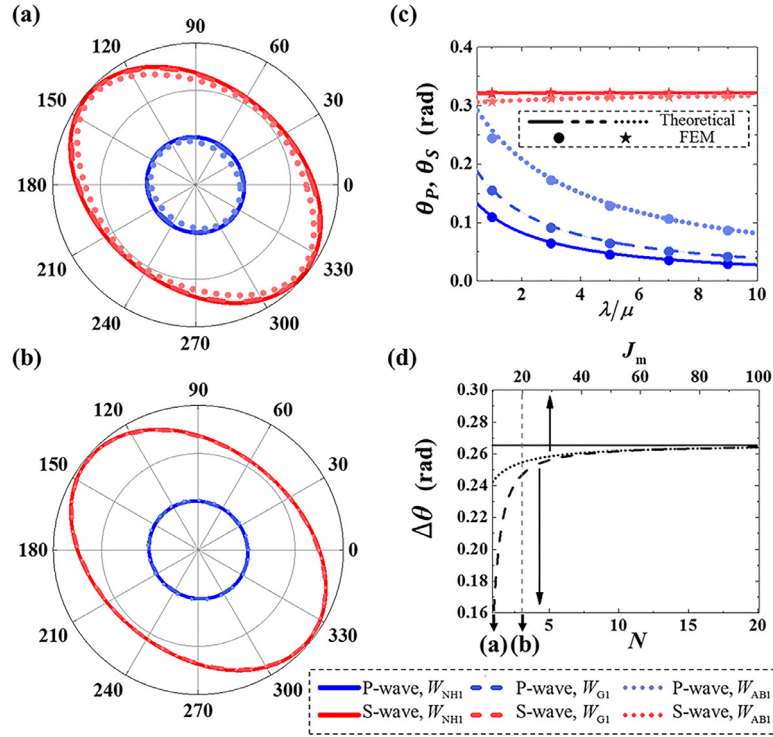 (a)
90
120
60
150
30
180
0
210
330
240
300
270
(b)
90
120
60
150
30
180
0
210
330
240
300
270
(c)
0.4
0.3
0.2
0.1
0.0
θP, θS (rad)
Theoretical
FEM
2 4 6 8 10
λ/μ
(d)
Jm
0 20 40 60 80 100
0.30
0.28
0.26
0.24
0.22
0.20
0.18
0.16
Δθ (rad)
5 10 15 20
(a) (b)
N
P-wave, WNH1 P-wave, WG1 P-wave, WAB1
S-wave, WNH1 S-wave, WG1 S-wave, WAB1